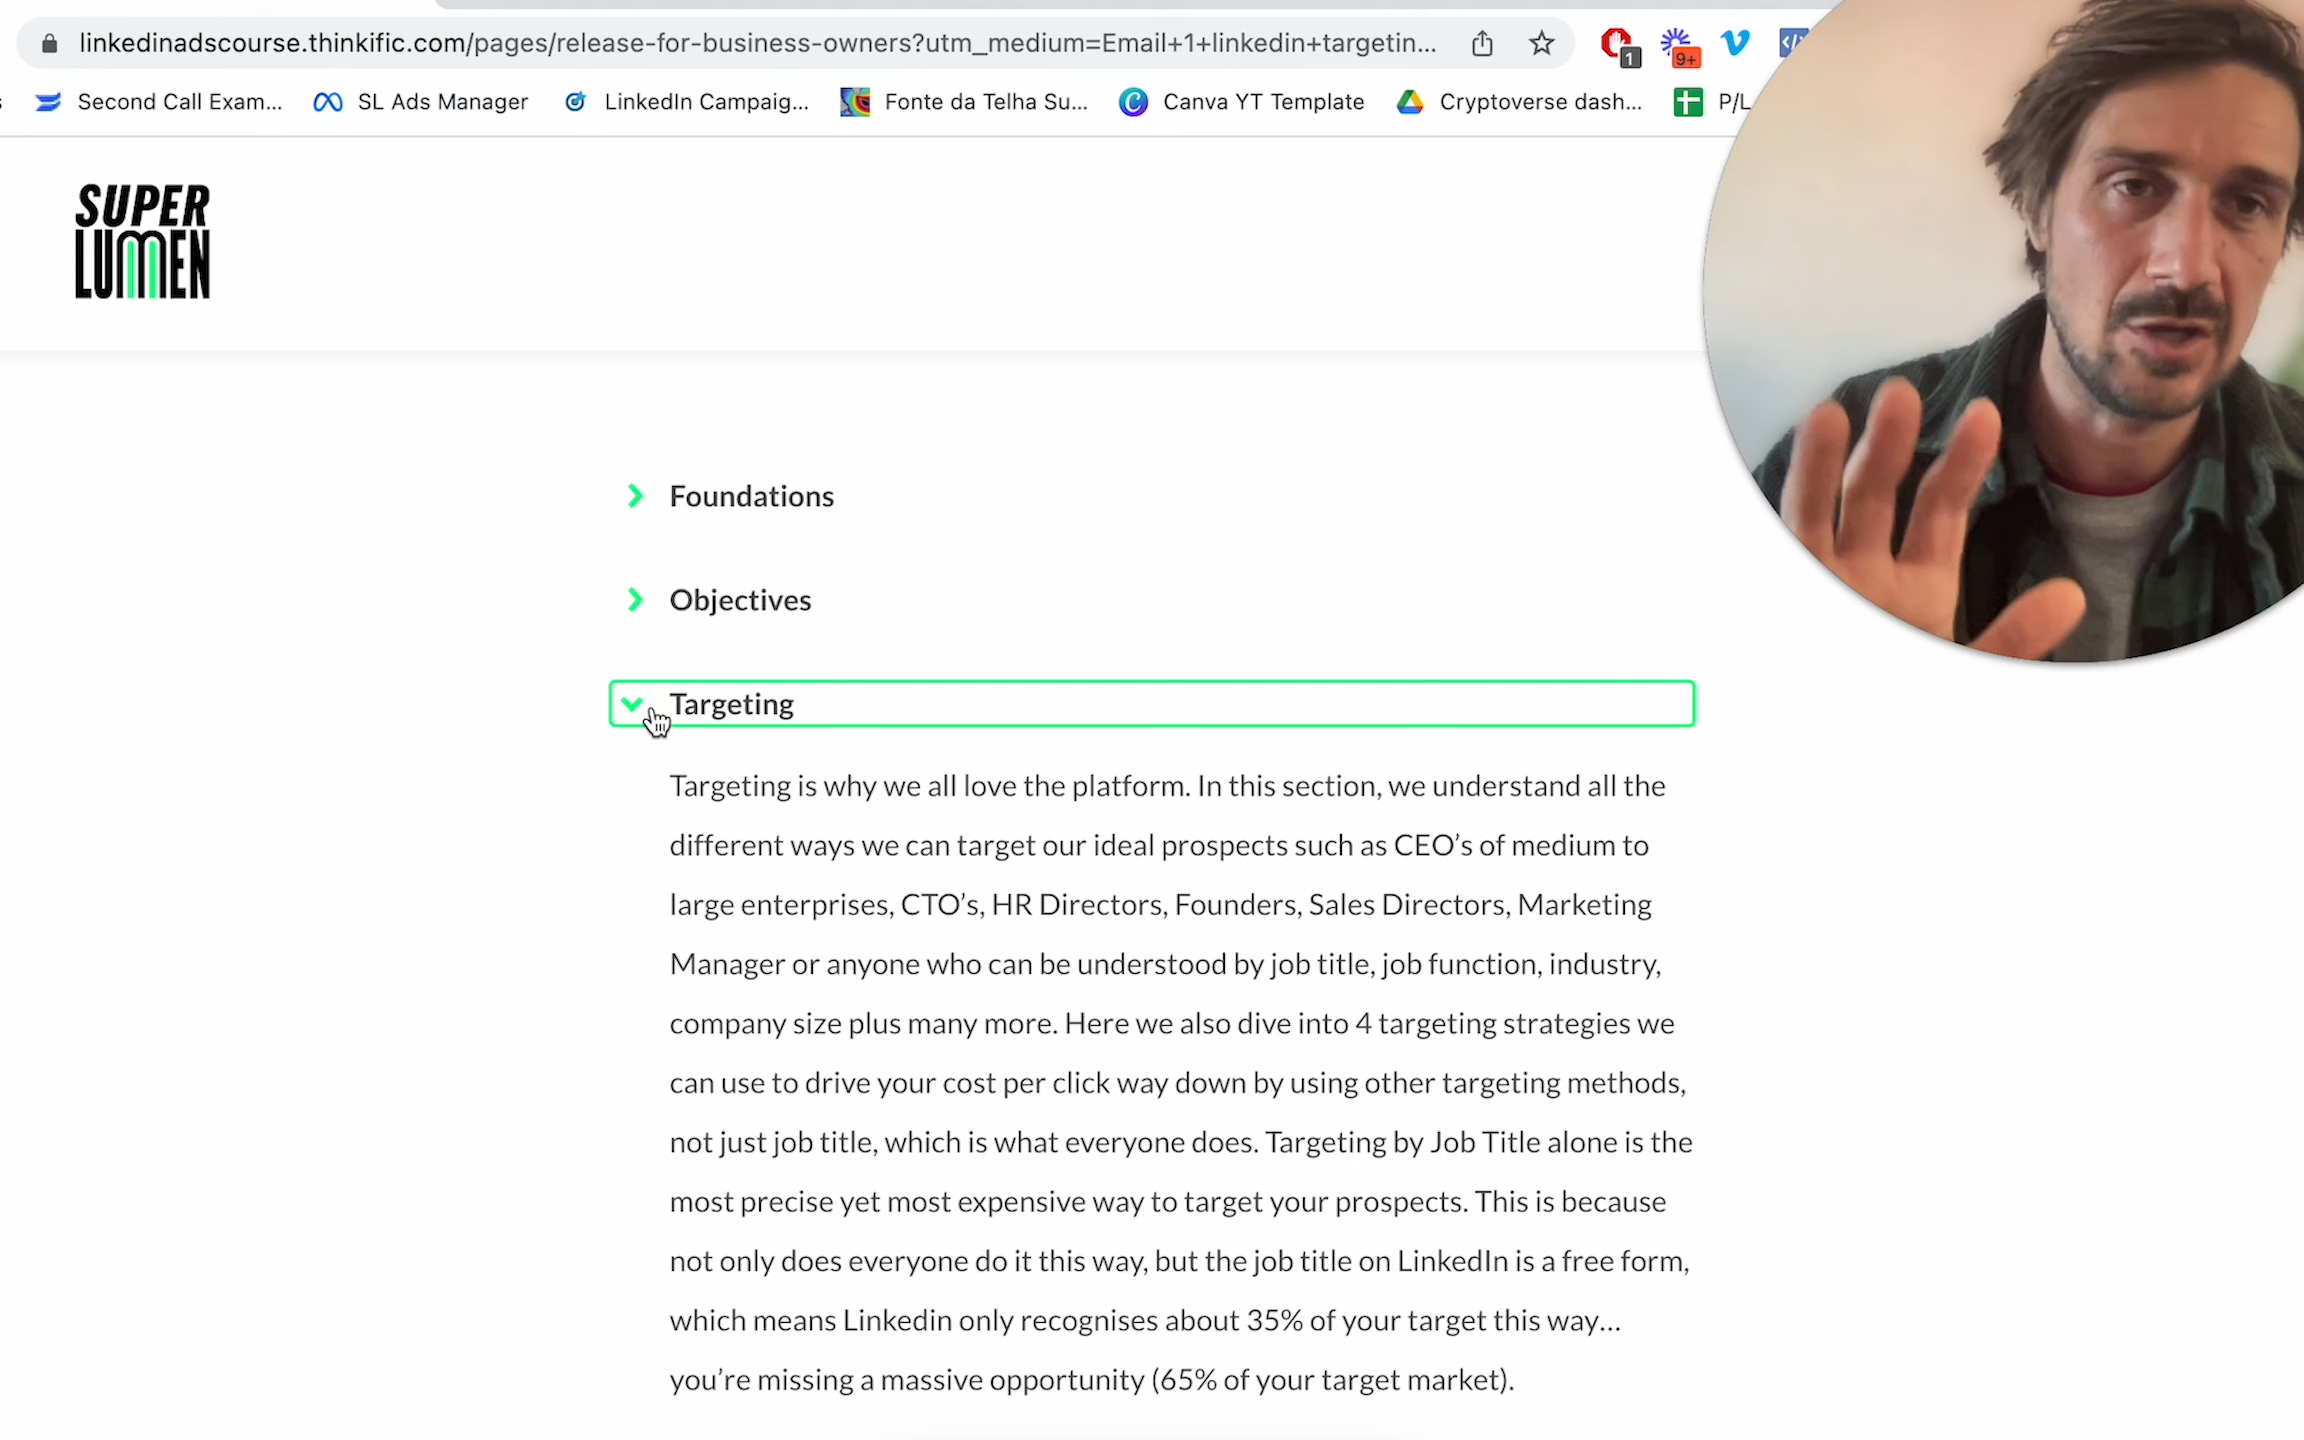 linkedinadscourse.thinkific.com/pages/release-for-business-owners?utm_medium=Email+1+linkedin+targetin...
1
9+
Second Call Exam...
SL Ads Manager
LinkedIn Campaig...
Fonte da Telha Su...
Canva YT Template
Cryptoverse dash...
P/L
SUPER
LUMEN
Foundations
Objectives
Targeting
Targeting is why we all love the platform. In this section, we understand all the
different ways we can target our ideal prospects such as CEO’s of medium to
large enterprises, CTO’s, HR Directors, Founders, Sales Directors, Marketing
Manager or anyone who can be understood by job title, job function, industry,
company size plus many more. Here we also dive into 4 targeting strategies we
can use to drive your cost per click way down by using other targeting methods,
not just job title, which is what everyone does. Targeting by Job Title alone is the
most precise yet most expensive way to target your prospects. This is because
not only does everyone do it this way, but the job title on LinkedIn is a free form,
which means Linkedin only recognises about 35% of your target this way...
you’re missing a massive opportunity (65% of your target market).